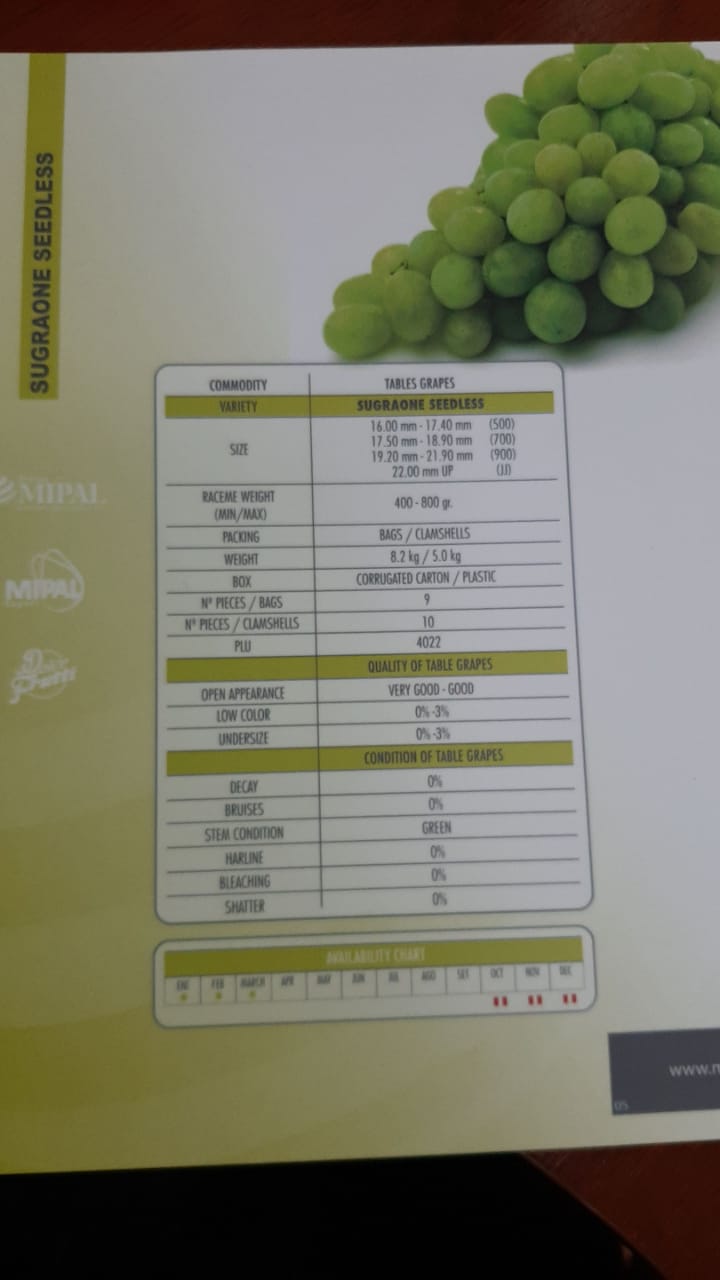 SUGRAONE SEEDLESS
MIPAL
MIPAL
COMMODITY TABLES GRAPES
VARIETY SUGRAONE SEEDLESS
SIZE
16.00 mm - 17.40 mm (500)
17.50 mm - 18.90 mm (700)
19.20 mm - 21.90 mm (900)
22.00 mm UP (JJ)
RACEME WEIGHT
(MIN/MAX)
400 - 800 gr.
PACKING BAGS / CLAMSHELLS
WEIGHT 8.2 kg / 5.0 kg
BOX CORRUGATED CARTON / PLASTIC
Nº PIECES / BAGS 9
Nº PIECES / CLAMSHELLS 10
PLU 4022
QUALITY OF TABLE GRAPES
OPEN APPEARANCE VERY GOOD - GOOD
LOW COLOR 0% -3%
UNDERSIZE 0% -3%
CONDITION OF TABLE GRAPES
DECAY 0%
BRUISES 0%
STEM CONDITION GREEN
HARLINE 0%
BLEACHING 0%
SHATTER 0%
AVAILABILITY CHART
ENE FEB MARCH APR MAY JUN JUL AGO SET OCT NOV DEC
www.
05